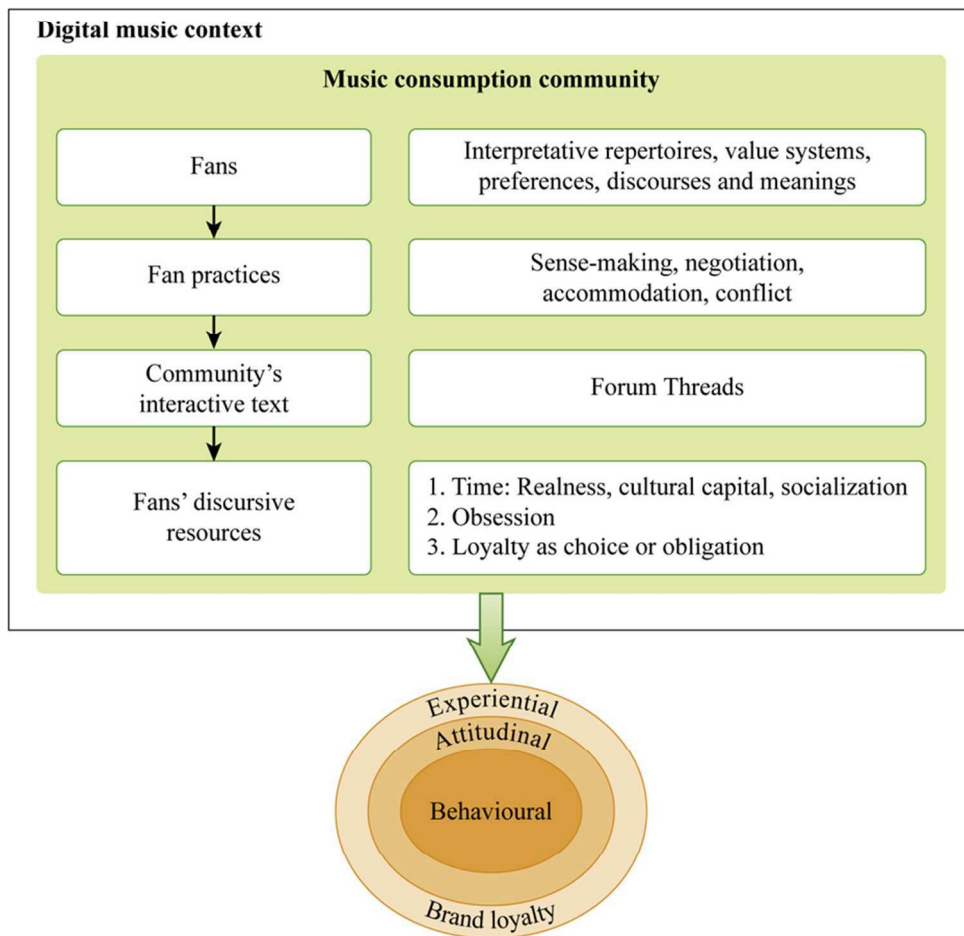 Digital music context
Music consumption community
Fans
Interpretative repertoires, value systems,
preferences, discourses and meanings
Fan practices
Sense-making, negotiation,
accommodation, conflict
Community’s
interactive text
Forum Threads
Fans’ discursive
resources
1. Time: Realness, cultural capital, socialization
2. Obsession
3. Loyalty as choice or obligation
Experiential
Attitudinal
Behavioural
Brand loyalty